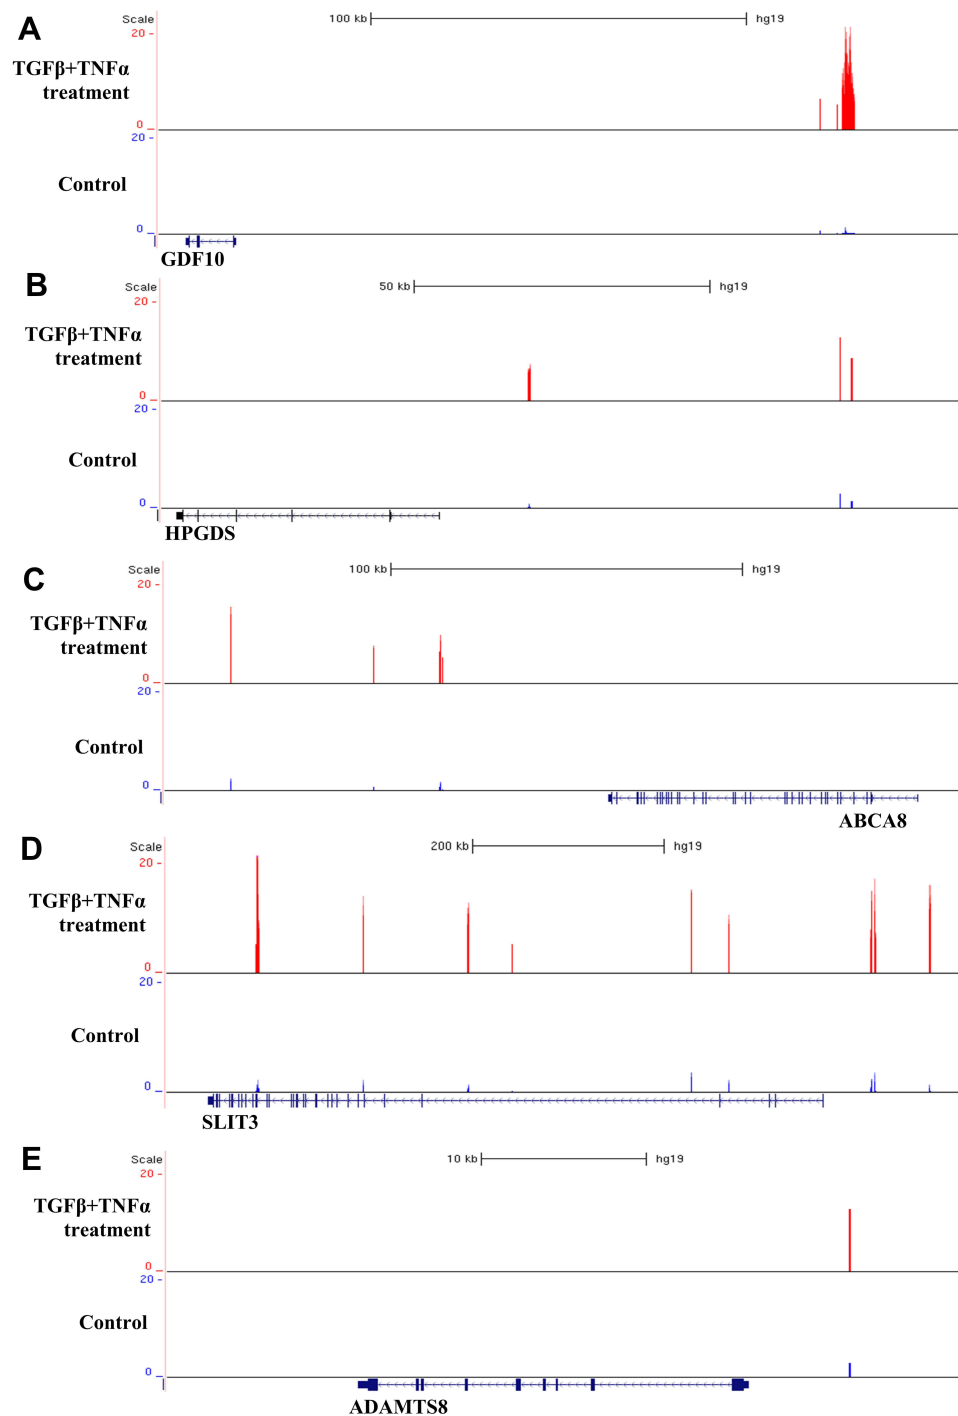 A
Scale 100 kb hg19
20
TGFβ+TNFα
treatment
0
20
Control
0
GDF10
B
Scale 50 kb hg19
20
TGFβ+TNFα
treatment
0
20
Control
0
HPGDS
C
Scale 100 kb hg19
20
TGFβ+TNFα
treatment
0
20
Control
0
ABCA8
D
Scale 200 kb hg19
20
TGFβ+TNFα
treatment
0
20
Control
0
SLIT3
E
Scale 10 kb hg19
20
TGFβ+TNFα
treatment
0
20
Control
0
ADAMTS8